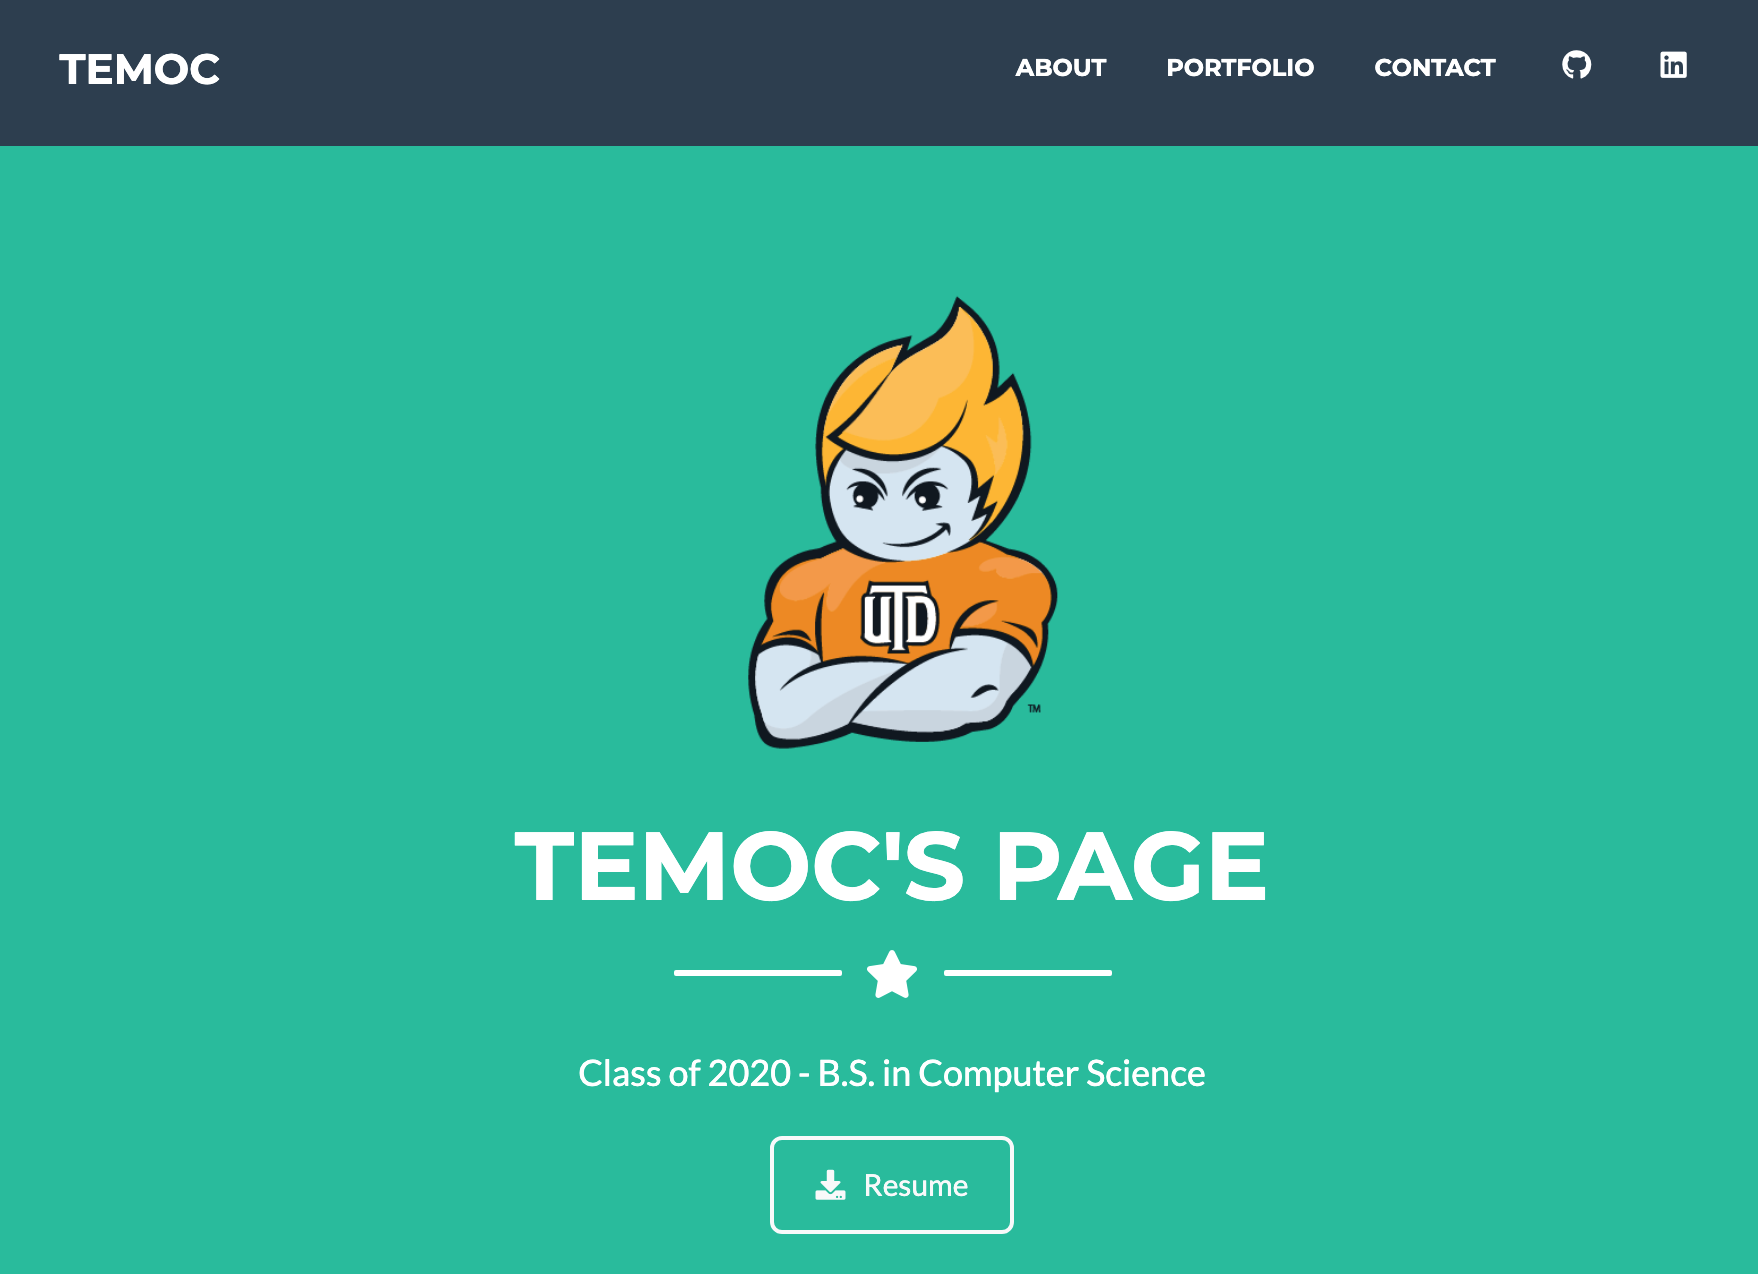 TEMOC
ABOUT PORTFOLIO CONTACT
UTD
TM
TEMOC'S PAGE
Class of 2020 - B.S. in Computer Science
Resume